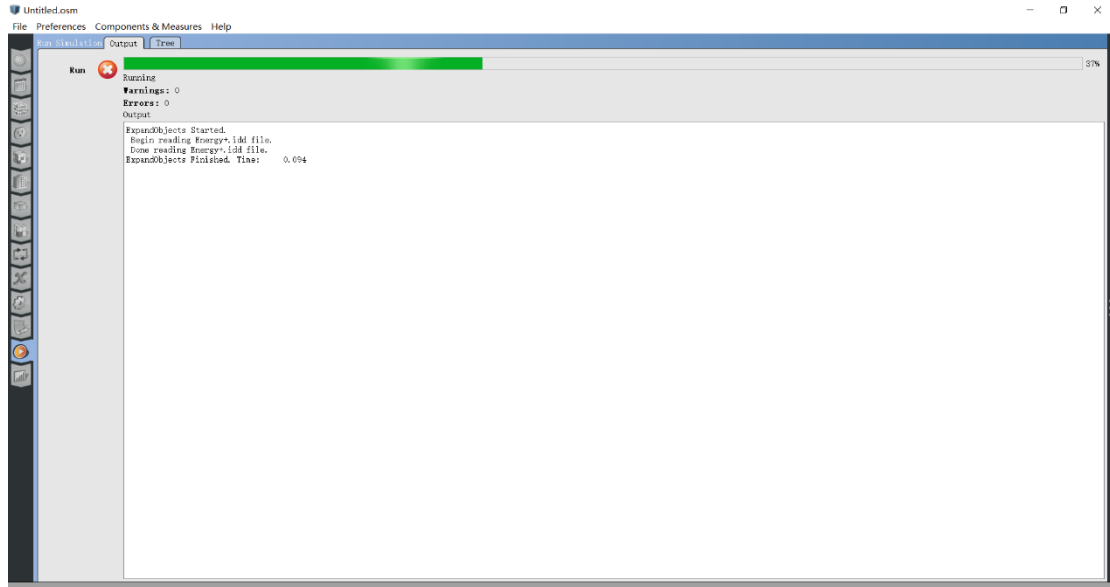 Untitled.osm
File Preferences Components & Measures Help
Run Simulation Output Tree
Run
37%
Running
Warnings: 0
Errors: 0
Output
ExpandObjects Started.
Begin reading Energy+.idd file.
Done reading Energy+.idd file.
ExpandObjects Finished. Time: 0.094